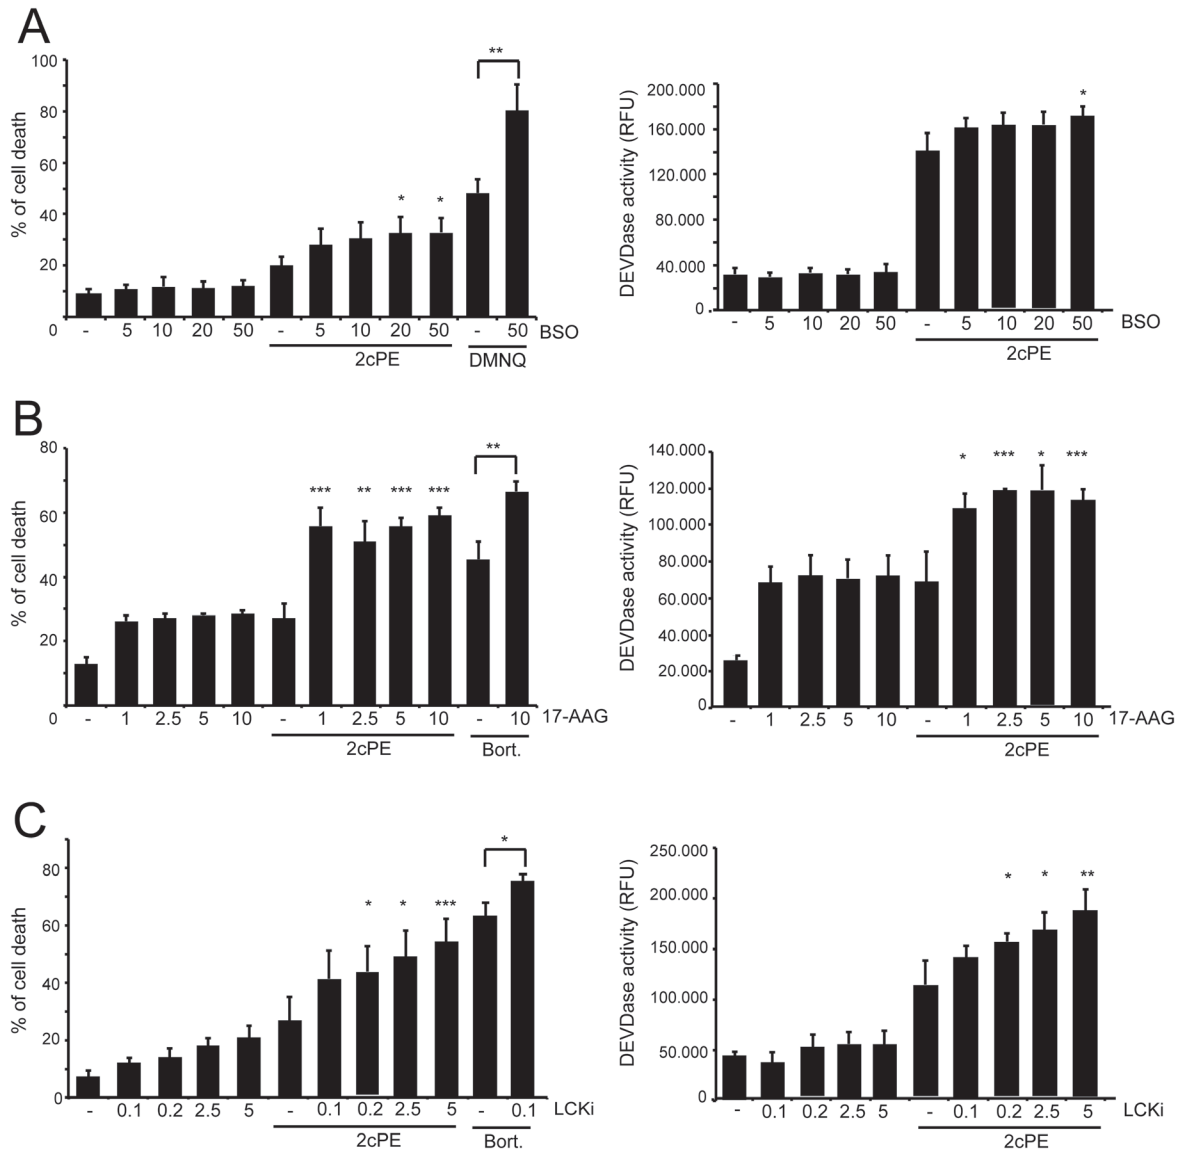 A
% of cell death
100
80
60
40
20
0
**
* *
- 5 10 20 50 - 5 10 20 50 - 50 BSO
2cPE DMNQ
DEVDase activity (RFU)
200.000
160.000
120.000
80.000
40.000
0
*
- 5 10 20 50 - 5 10 20 50 BSO
2cPE
B
% of cell death
80
60
40
20
0
**
*** ** *** ***
- 1 2.5 5 10 - 1 2.5 5 10 - 10 17-AAG
2cPE Bort.
DEVDase activity (RFU)
140.000
120.000
100.000
80.000
60.000
40.000
20.000
0
* *** * ***
- 1 2.5 5 10 - 1 2.5 5 10 17-AAG
2cPE
C
% of cell death
80
60
40
20
0
*
* * ***
- 0.1 0.2 2.5 5 - 0.1 0.2 2.5 5 - 0.1 LCKi
2cPE Bort.
DEVDase activity (RFU)
250.000
200.000
150.000
100.000
50.000
0
* * **
- 0.1 0.2 2.5 5 - 0.1 0.2 2.5 5 LCKi
2cPE